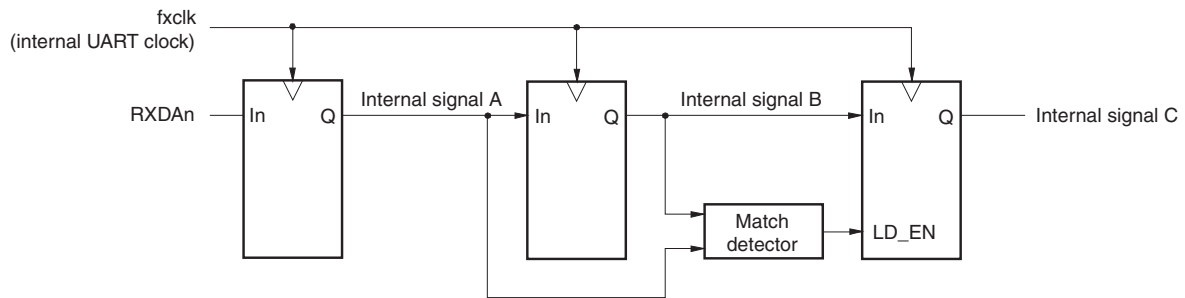 fxclk
(internal UART clock)
RXDAn
In
Q
Internal signal A
In
Q
Internal signal B
In
Q
Internal signal C
Match
detector
LD_EN